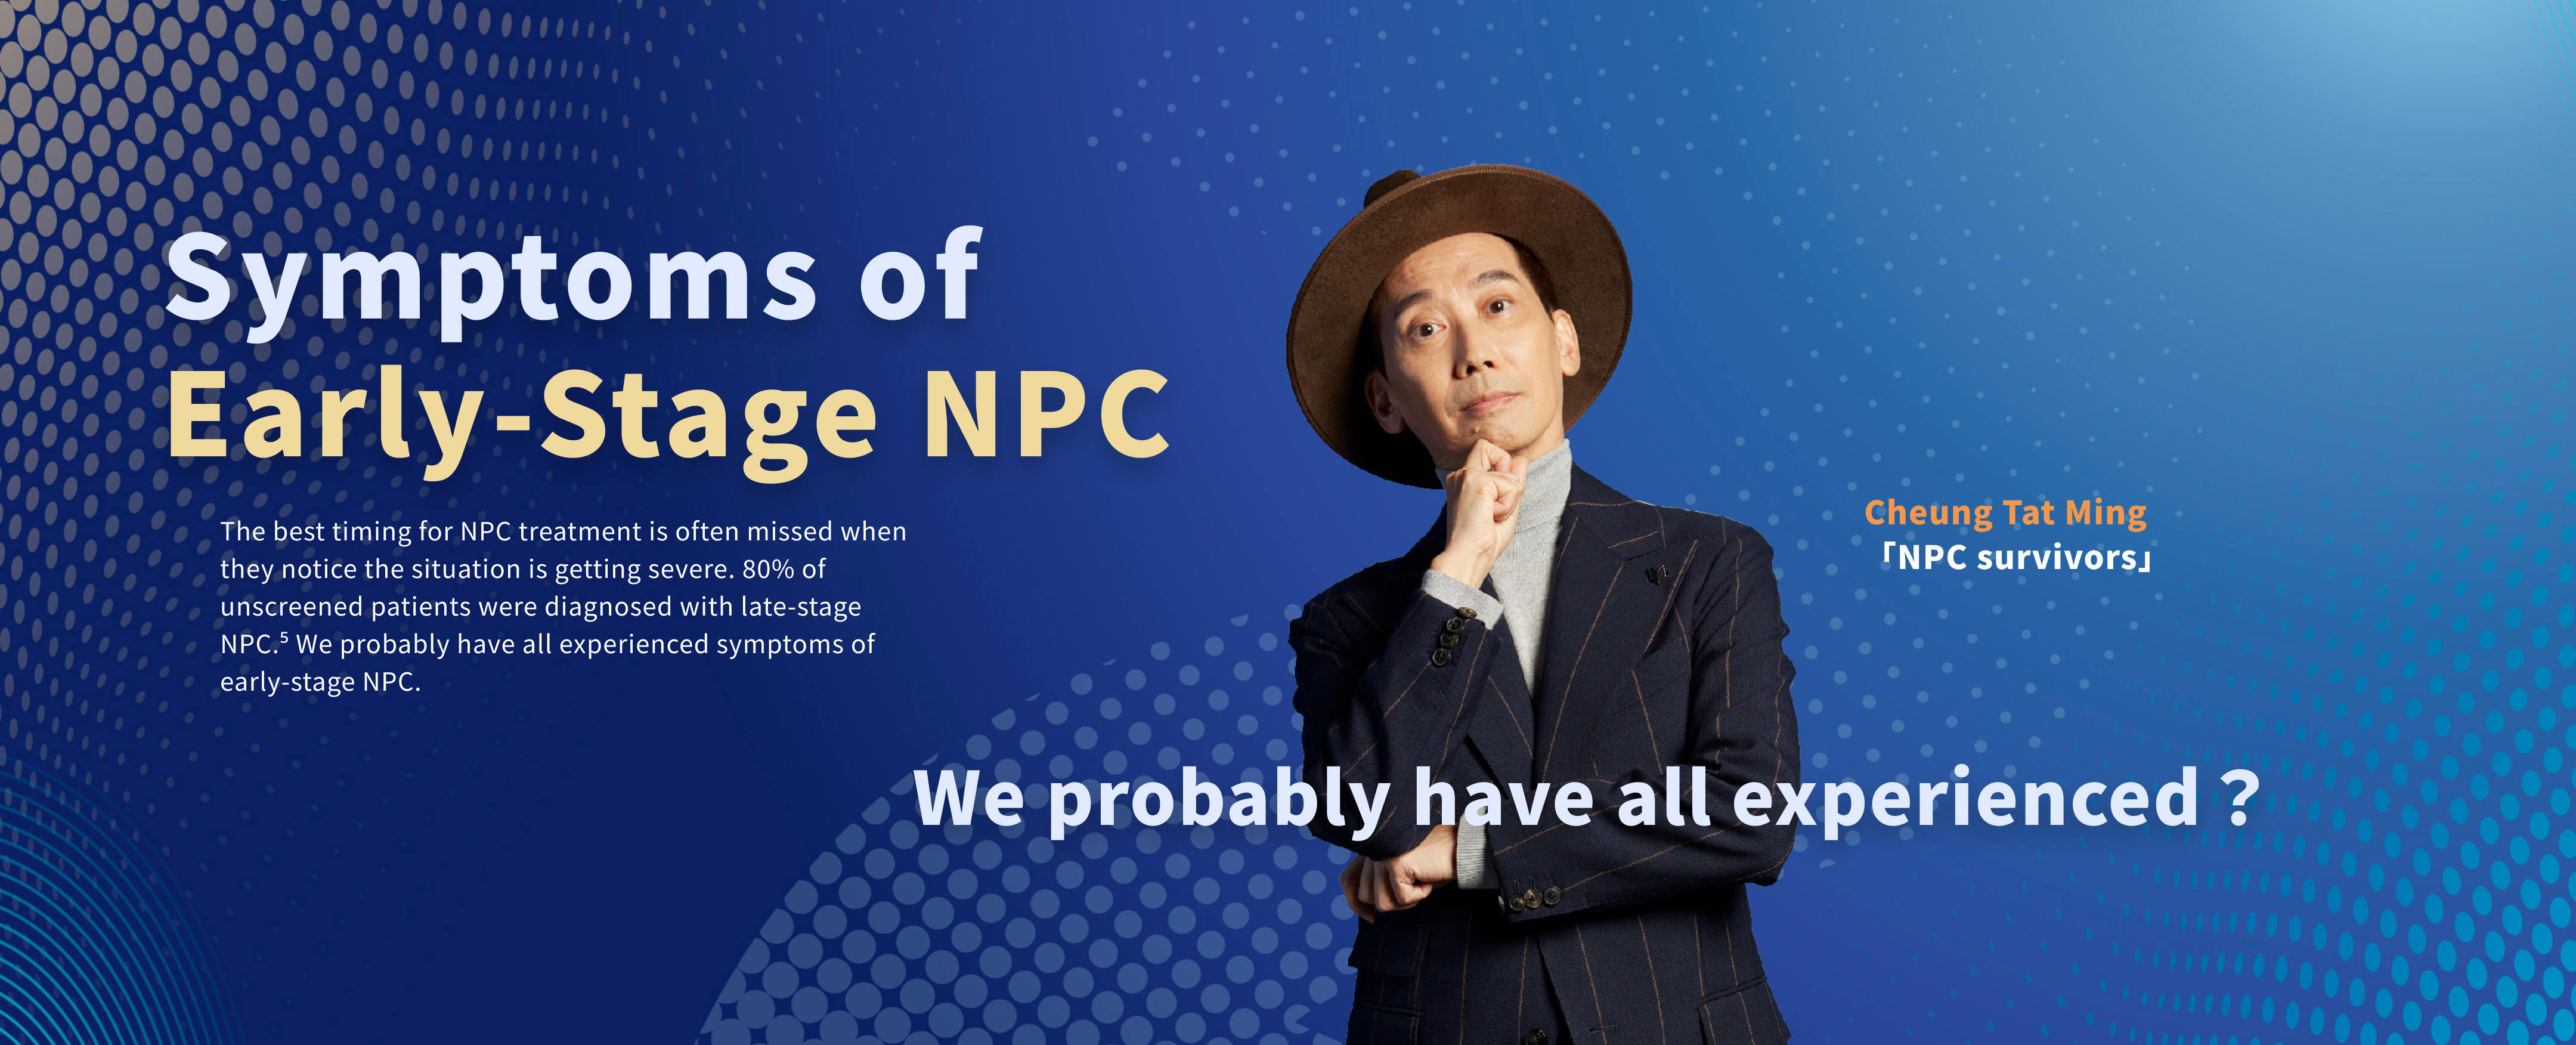 Symptoms of
Early-Stage NPC
The best timing for NPC treatment is often missed when
they notice the situation is getting severe. 80% of
unscreened patients were diagnosed with late-stage
NPC.⁵ We probably have all experienced symptoms of
early-stage NPC.
Cheung Tat Ming
「NPC survivors」
We probably have all experienced？